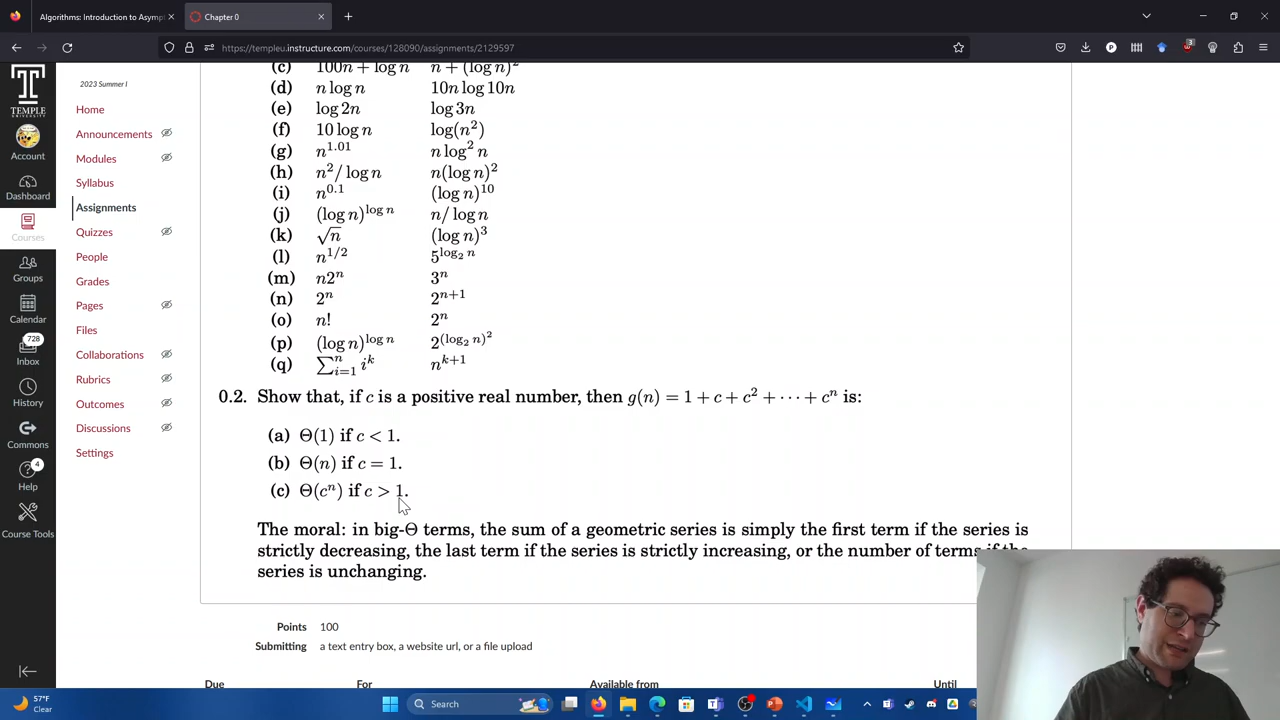 Algorithms: Introduction to Asymp
Chapter 0
https://templeu.instructure.com/courses/128090/assignments/2129597
TEMPLE
UNIVERSITY
Account
Dashboard
Courses
Groups
Calendar
728
Inbox
History
Commons
4
Help
Course Tools
2023 Summer I
Home
Announcements
Modules
Syllabus
Assignments
Quizzes
People
Grades
Pages
Files
Collaborations
Rubrics
Outcomes
Discussions
Settings
(c) 100n + log n n + (log n)²
(d) n log n 10n log 10n
(e) log 2n log 3n
(f) 10 log n log(n²)
(g) n^1.01 n log² n
(h) n²/ log n n(log n)²
(i) n^0.1 (log n)^10
(j) (log n)^log n n/ log n
(k) √n (log n)³
(l) n^1/2 5^log₂ n
(m) n2ⁿ 3ⁿ
(n) 2ⁿ 2ⁿ⁺¹
(o) n! 2ⁿ
(p) (log n)^log n 2^(log₂ n)²
(q) ∑ⁿᵢ₌₁ iᵏ nᵏ⁺¹
0.2. Show that, if c is a positive real number, then g(n) = 1 + c + c² + ··· + cⁿ is:
(a) Θ(1) if c < 1.
(b) Θ(n) if c = 1.
(c) Θ(cⁿ) if c > 1.
The moral: in big-Θ terms, the sum of a geometric series is simply the first term if the series is
strictly decreasing, the last term if the series is strictly increasing, or the number of terms if the
series is unchanging.
Points 100
Submitting a text entry box, a website url, or a file upload
Due For Available from Until
57°F
Clear
Search